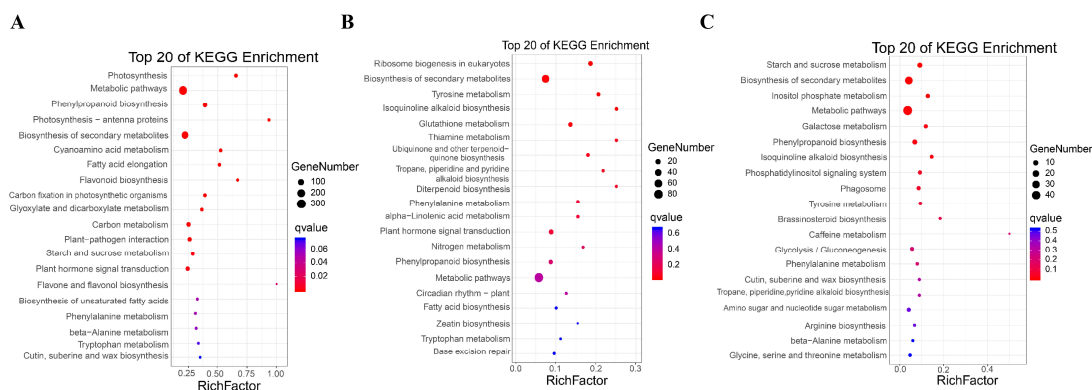 A
Top 20 of KEGG Enrichment
Photosynthesis
Metabolic pathways
Phenylpropanoid biosynthesis
Photosynthesis − antenna proteins
Biosynthesis of secondary metabolites
Cyanoamino acid metabolism
Fatty acid elongation
Flavonoid biosynthesis
Carbon fixation in photosynthetic organisms
Glyoxylate and dicarboxylate metabolism
Carbon metabolism
Plant−pathogen interaction
Starch and sucrose metabolism
Plant hormone signal transduction
Flavone and flavonol biosynthesis
Biosynthesis of unsaturated fatty acids
Phenylalanine metabolism
beta−Alanine metabolism
Tryptophan metabolism
Cutin, suberine and wax biosynthesis
0.25 0.50 0.75 1.00
RichFactor
GeneNumber
100
200
300
qvalue
0.06
0.04
0.02
B
Top 20 of KEGG Enrichment
Ribosome biogenesis in eukaryotes
Biosynthesis of secondary metabolites
Tyrosine metabolism
Isoquinoline alkaloid biosynthesis
Glutathione metabolism
Thiamine metabolism
Ubiquinone and other terpenoid−
quinone biosynthesis
Tropane, piperidine and pyridine
alkaloid biosynthesis
Diterpenoid biosynthesis
Phenylalanine metabolism
alpha−Linolenic acid metabolism
Plant hormone signal transduction
Nitrogen metabolism
Phenylpropanoid biosynthesis
Metabolic pathways
Circadian rhythm − plant
Fatty acid biosynthesis
Zeatin biosynthesis
Tryptophan metabolism
Base excision repair
0.0 0.1 0.2 0.3
RichFactor
GeneNumber
20
40
60
80
qvalue
0.6
0.4
0.2
C
Top 20 of KEGG Enrichment
Starch and sucrose metabolism
Biosynthesis of secondary metabolites
Inositol phosphate metabolism
Metabolic pathways
Galactose metabolism
Phenylpropanoid biosynthesis
Isoquinoline alkaloid biosynthesis
Phosphatidylinositol signaling system
Phagosome
Tyrosine metabolism
Brassinosteroid biosynthesis
Caffeine metabolism
Glycolysis / Gluconeogenesis
Phenylalanine metabolism
Cutin, suberine and wax biosynthesis
Tropane, piperidine,pyridine alkaloid biosynthesis
Amino sugar and nucleotide sugar metabolism
Arginine biosynthesis
beta−Alanine metabolism
Glycine, serine and threonine metabolism
0.0 0.2 0.4
RichFactor
GeneNumber
10
20
30
40
qvalue
0.5
0.4
0.3
0.2
0.1